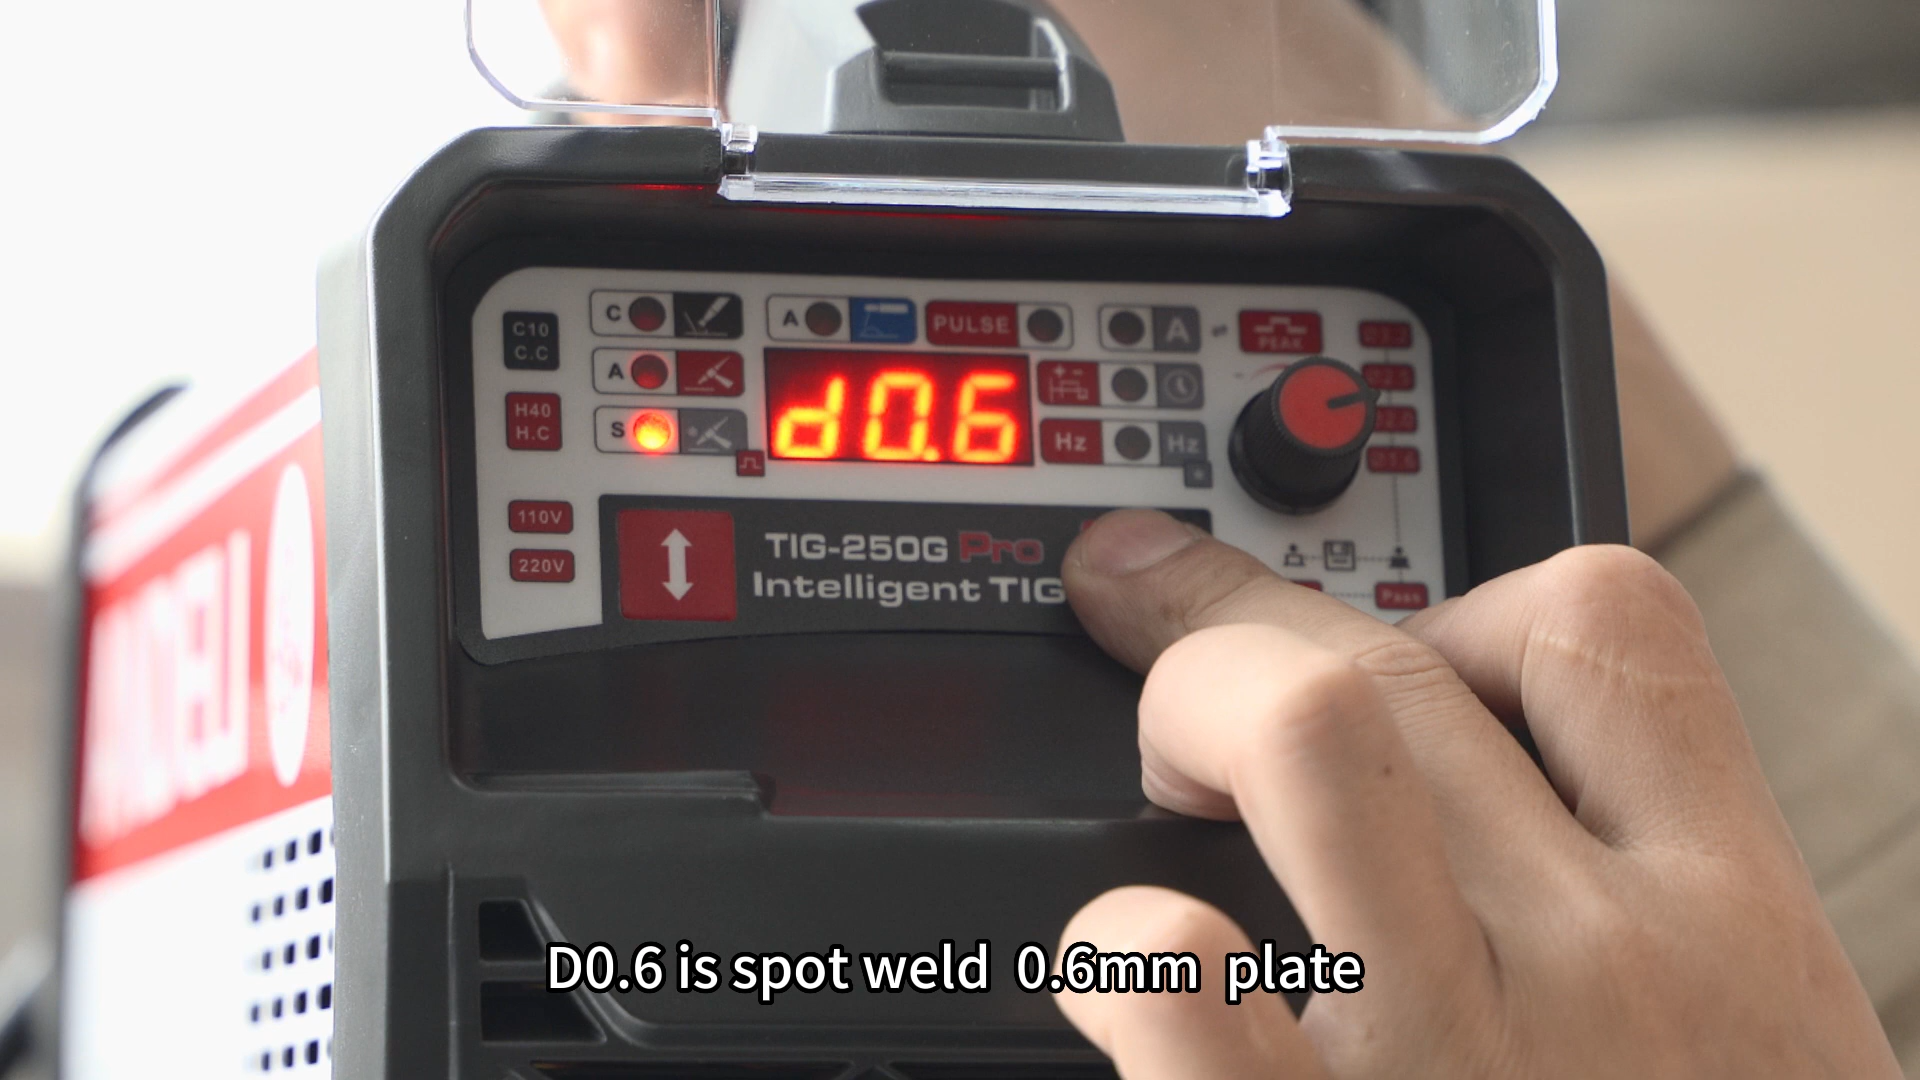 C10
C.C
C
A
PULSE
A
PEAK
A
d0.6
H40
H.C
S
Hz
Hz
110V
220V
TIG-250G Pro
Intelligent TIG
D0.6 is spot weld 0.6mm plate